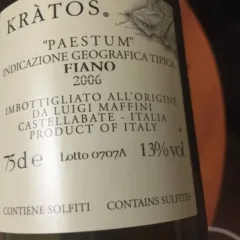 KRÀTOS®
"PAESTUM"
INDICAZIONE GEOGRAFICA TIPICA
FIANO
2006
IMBOTTIGLIATO ALL'ORIGINE
DA LUIGI MAFFINI
CASTELLABATE - ITALIA
PRODUCT OF ITALY
75cl e Lotto 0707A 13%vol
CONTIENE SOLFITI CONTAINS SULFITES